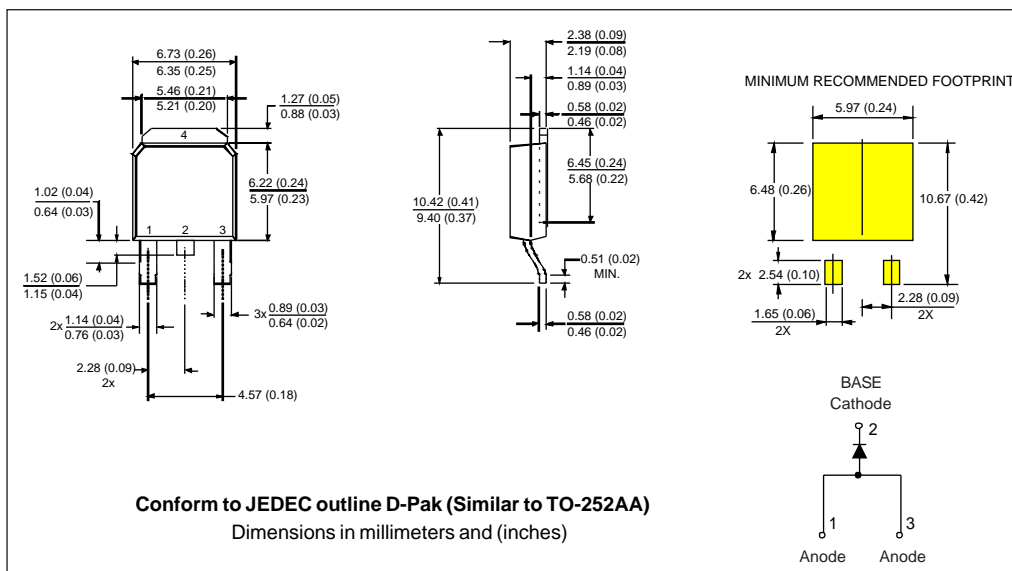 6.73 (0.26)
6.35 (0.25)
5.46 (0.21)
5.21 (0.20)
1.27 (0.05)
0.88 (0.03)
4
6.22 (0.24)
5.97 (0.23)
1.02 (0.04)
0.64 (0.03)
1 2 3
1.52 (0.06)
1.15 (0.04)
2x 1.14 (0.04)
0.76 (0.03)
3x 0.89 (0.03)
0.64 (0.02)
2.28 (0.09)
2x
4.57 (0.18)
2.38 (0.09)
2.19 (0.08)
1.14 (0.04)
0.89 (0.03)
0.58 (0.02)
0.46 (0.02)
6.45 (0.24)
5.68 (0.22)
10.42 (0.41)
9.40 (0.37)
0.51 (0.02)
MIN.
0.58 (0.02)
0.46 (0.02)
MINIMUM RECOMMENDED FOOTPRINT
5.97 (0.24)
6.48 (0.26)
10.67 (0.42)
2x 2.54 (0.10)
1.65 (0.06)
2X
2.28 (0.09)
2X
BASE
Cathode
2
1 3
Anode Anode
Conform to JEDEC outline D-Pak (Similar to TO-252AA)
Dimensions in millimeters and (inches)